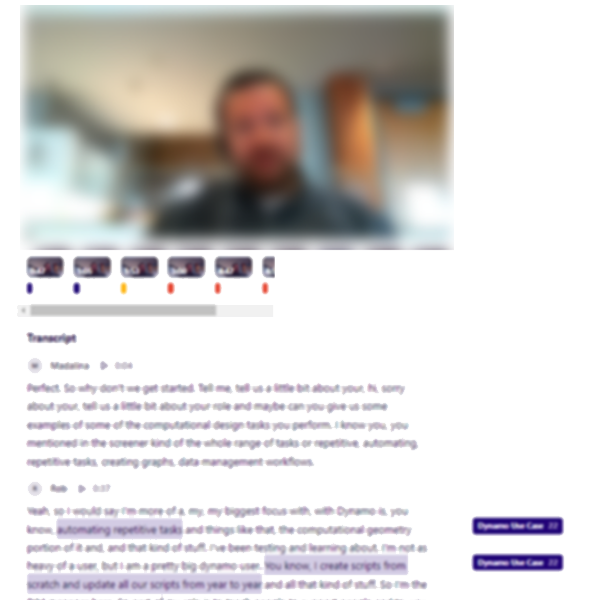 Transcript
Madalina 0:04
Perfect. So why don't we get started. Tell me, tell us a little bit about your, hi, sorry
about your, tell us a little bit about your role and maybe can you give us some
examples of some of the computational design tasks you perform. I know you, you
mentioned in the screener kind of the whole range of tasks or repetitive, automating,
repetitive tasks, creating graphs, data management workflows.
Rob 0:37
Yeah, so I would say I'm more of a, my, my biggest focus with, with Dynamo is, you
know, automating repetitive tasks and things like that, the computational geometry
Dynamo Use Case 22
portion of it and, and that kind of stuff. I've been testing and learning about. I'm not as
heavy of a user, but I am a pretty big dynamo user. You know, I create scripts from
Dynamo Use Case 22
scratch and update all our scripts from year to year and all that kind of stuff. So I'm the